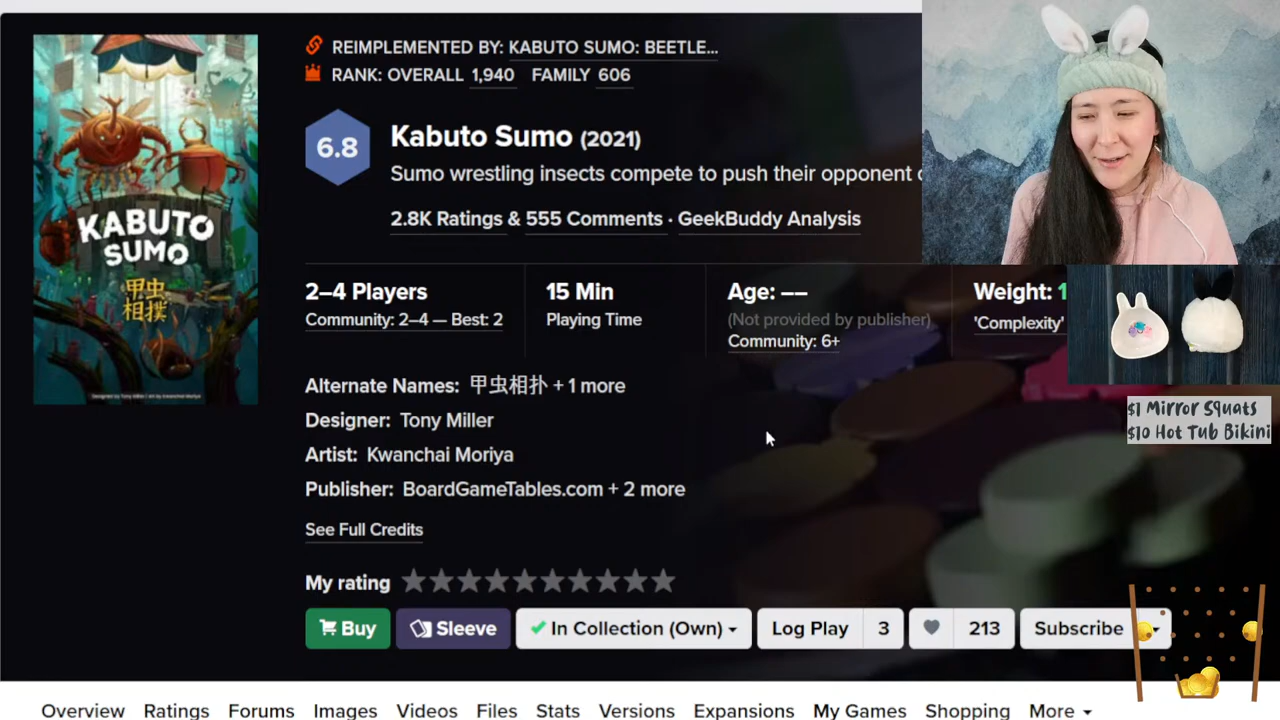 REIMPLEMENTED BY: KABUTO SUMO: BEETLE...
RANK: OVERALL 1,940 FAMILY 606
6.8
Kabuto Sumo (2021)
Sumo wrestling insects compete to push their opponent
2.8K Ratings & 555 Comments · GeekBuddy Analysis
KABUTO
SUMO
甲虫
相撲
2–4 Players
Community: 2–4 — Best: 2
15 Min
Playing Time
Age: ––
(Not provided by publisher)
Community: 6+
Weight: 1
'Complexity'
Alternate Names: 甲虫相扑 + 1 more
Designer: Tony Miller
Artist: Kwanchai Moriya
Publisher: BoardGameTables.com + 2 more
See Full Credits
My rating
Buy
Sleeve
In Collection (Own)
Log Play 3
213
Subscribe
$1 Mirror Squats
$10 Hot Tub Bikini
Overview Ratings Forums Images Videos Files Stats Versions Expansions My Games Shopping More